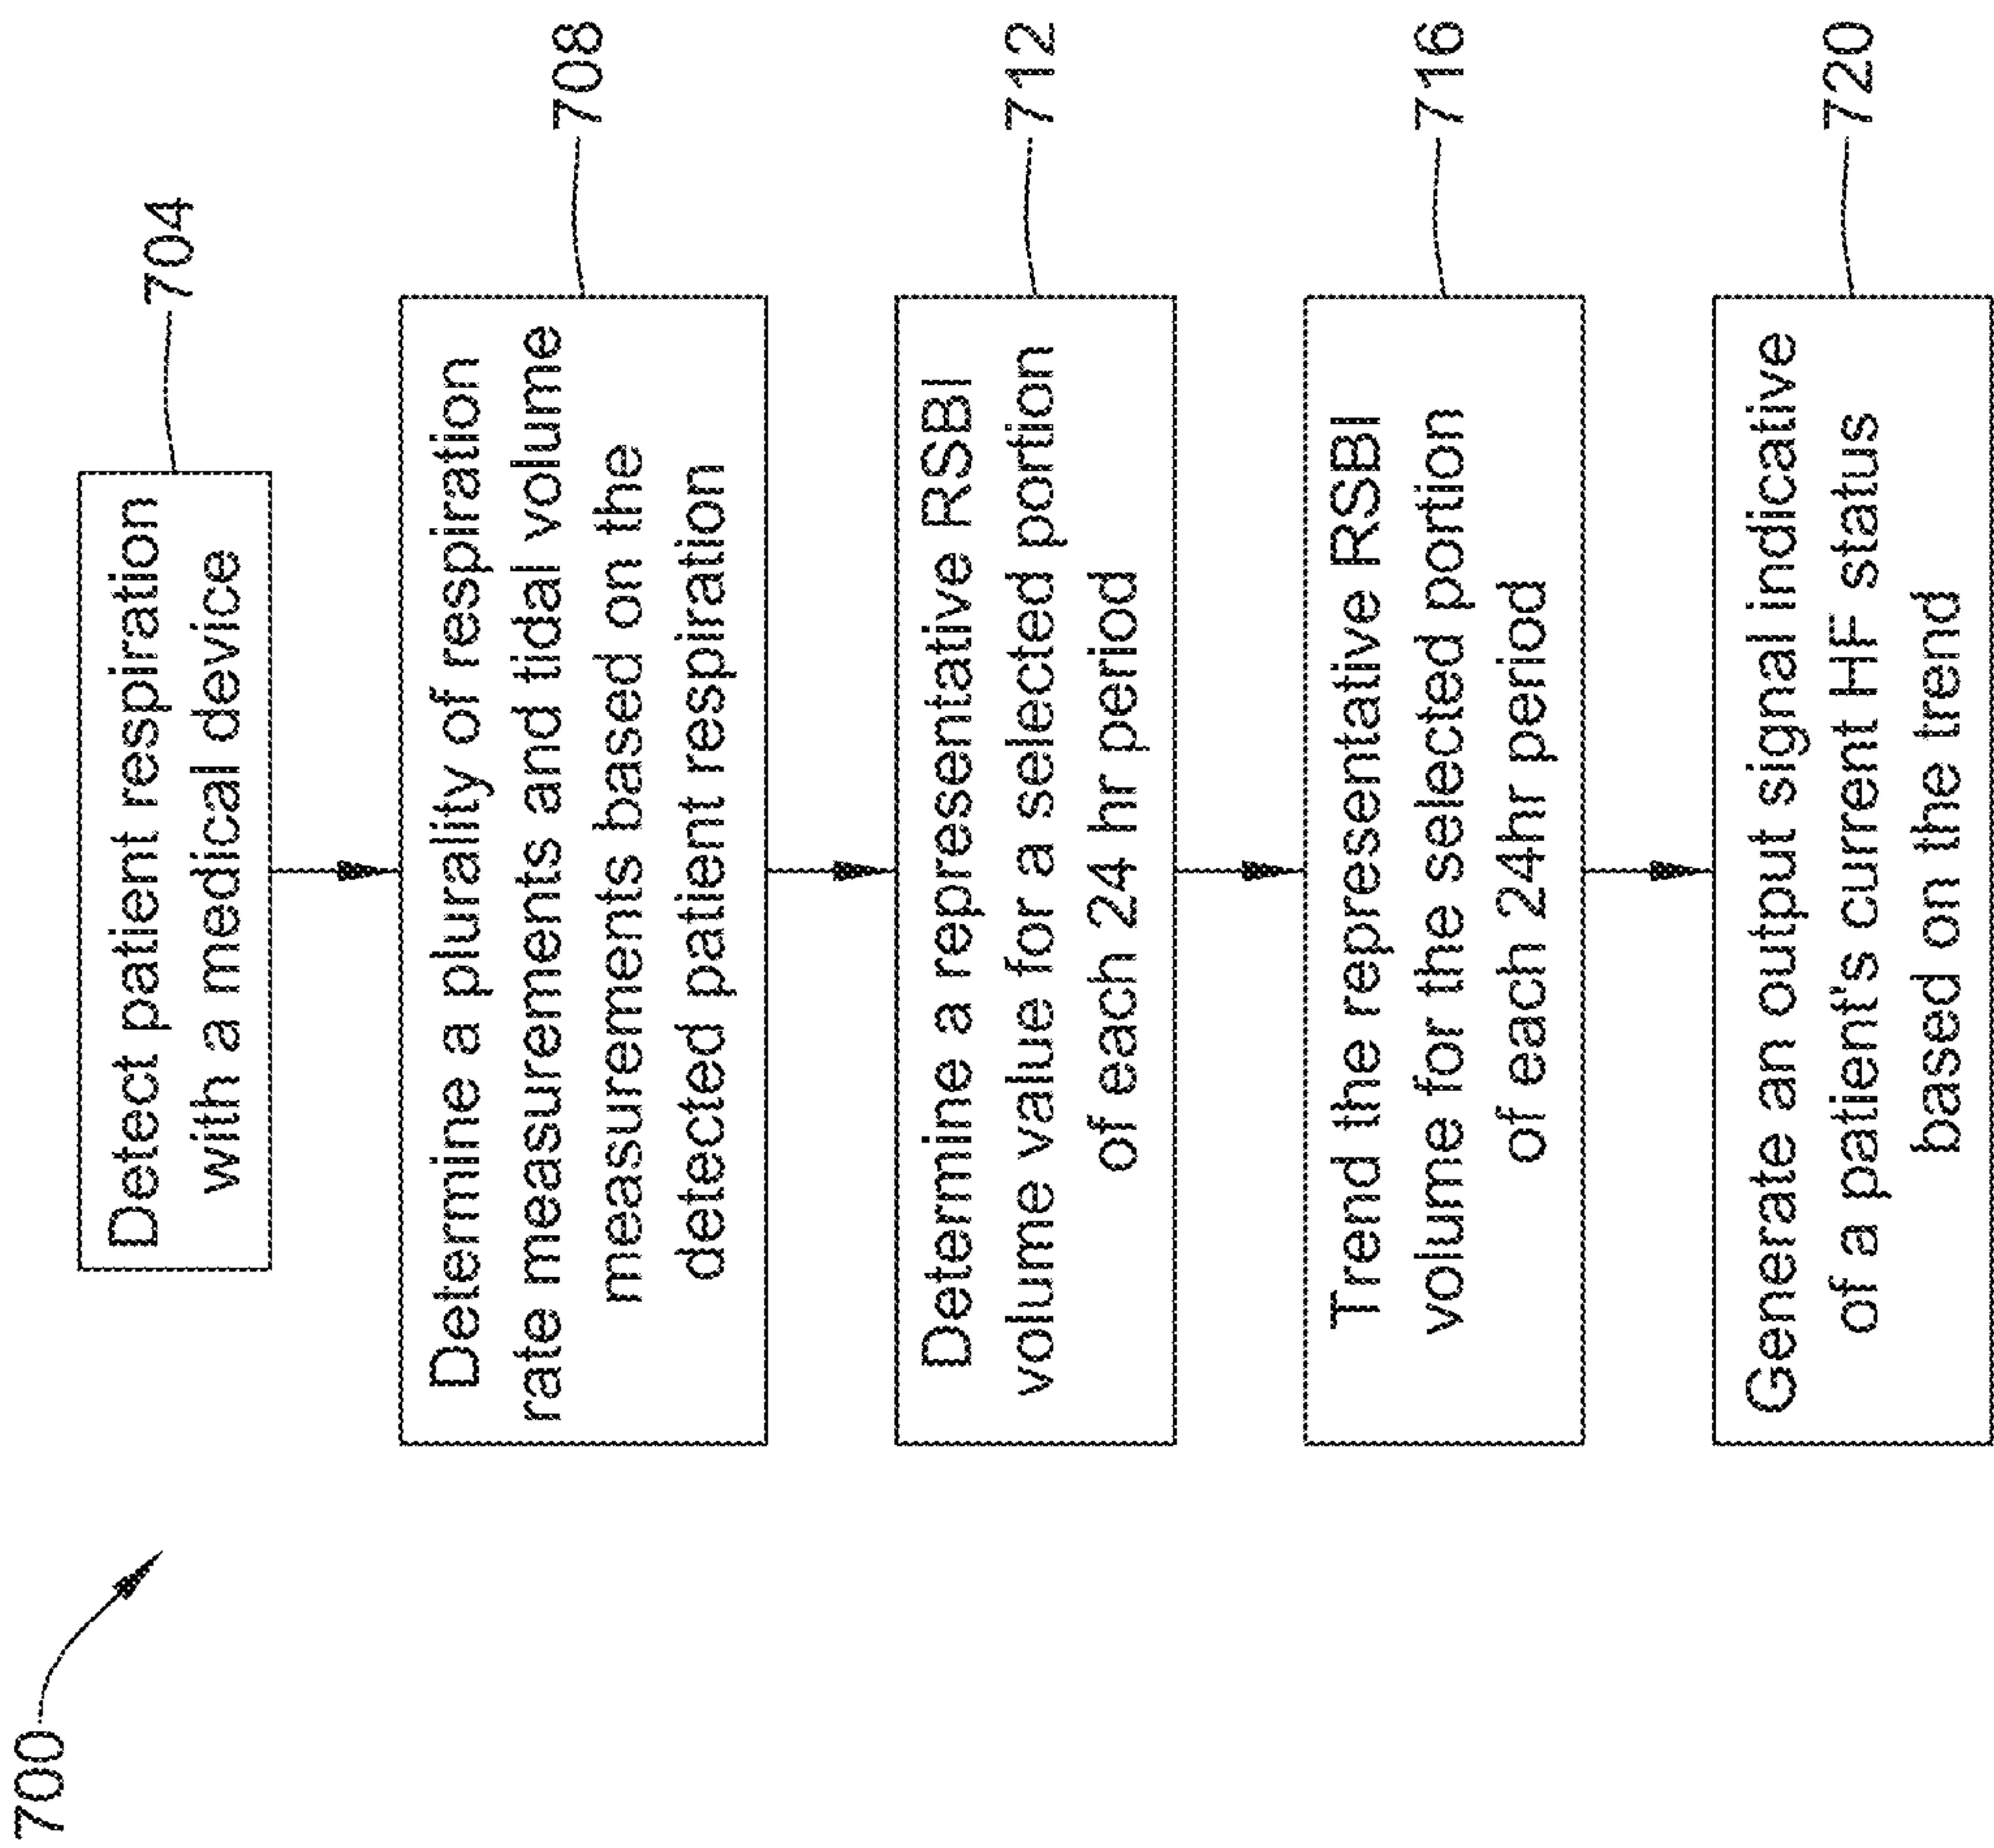 700
704
Detect patient respiration
with a medical device
708
Determine a plurality of respiration
rate measurements and tidal volume
measurements based on the
detected patient respiration
712
Determine a representative RSBI
volume value for a selected portion
of each 24 hr period
716
Trend the representative RSBI
volume for the selected portion
of each 24hr period
720
Generate an output signal indicative
of a patient's current HF status
based on the trend